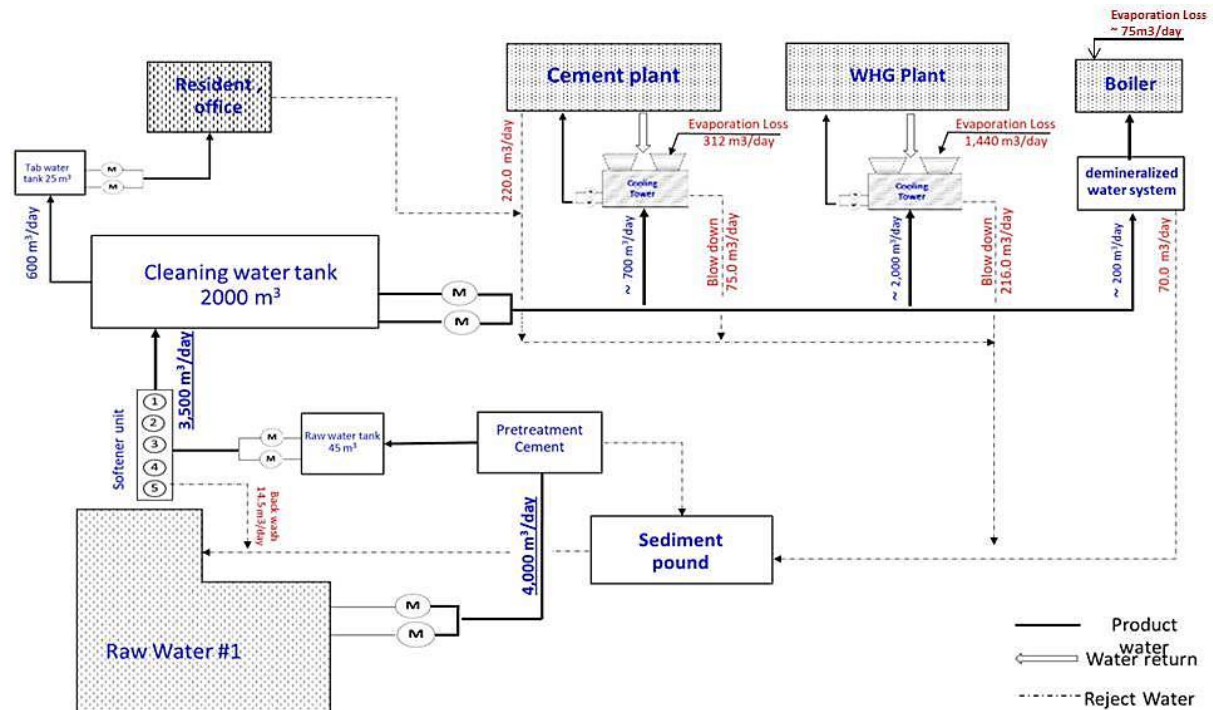 Evaporation Loss
~ 75m3/day
Resident ,
office
Cement plant
WHG Plant
Boiler
Evaporation Loss
312 m3/day
Evaporation Loss
1,440 m3/day
Tab water
tank 25 m³
M
M
220.0 m3/day
Cooling
Tower
Cooling
Tower
demineralized
water system
600 m³/day
Cleaning water tank
2000 m³
M
M
~ 700 m³/day
Blow down
75.0 m3/day
~ 2,000 m³/day
Blow down
216.0 m3/day
~ 200 m³/day
70.0 m3/day
3,500 m³/day
Softener unit
1
2
3
4
5
M
M
Raw water tank
45 m³
Pretreatment
Cement
Back wash
14.5m3/day
4,000 m³/day
Sediment
pound
M
M
Raw Water #1
Product
water
Water return
Reject Water